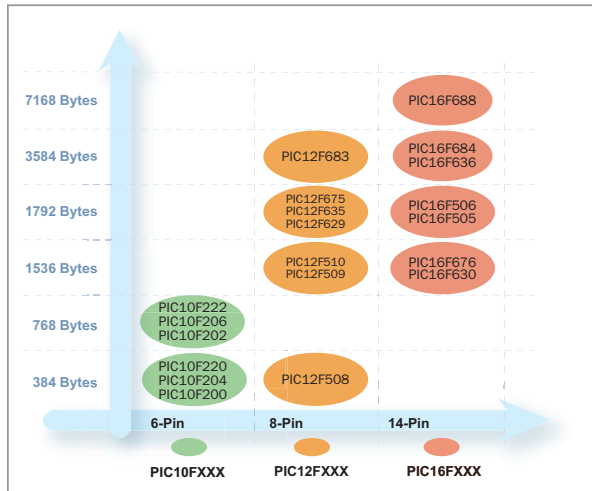 7168 Bytes
PIC16F688
3584 Bytes
PIC12F683
PIC16F684
PIC16F636
1792 Bytes
PIC12F675
PIC12F635
PIC12F629
PIC16F506
PIC16F505
1536 Bytes
PIC12F510
PIC12F509
PIC16F676
PIC16F630
768 Bytes
PIC10F222
PIC10F206
PIC10F202
384 Bytes
PIC10F220
PIC10F204
PIC10F200
PIC12F508
6-Pin
8-Pin
14-Pin
PIC10FXXX
PIC12FXXX
PIC16FXXX